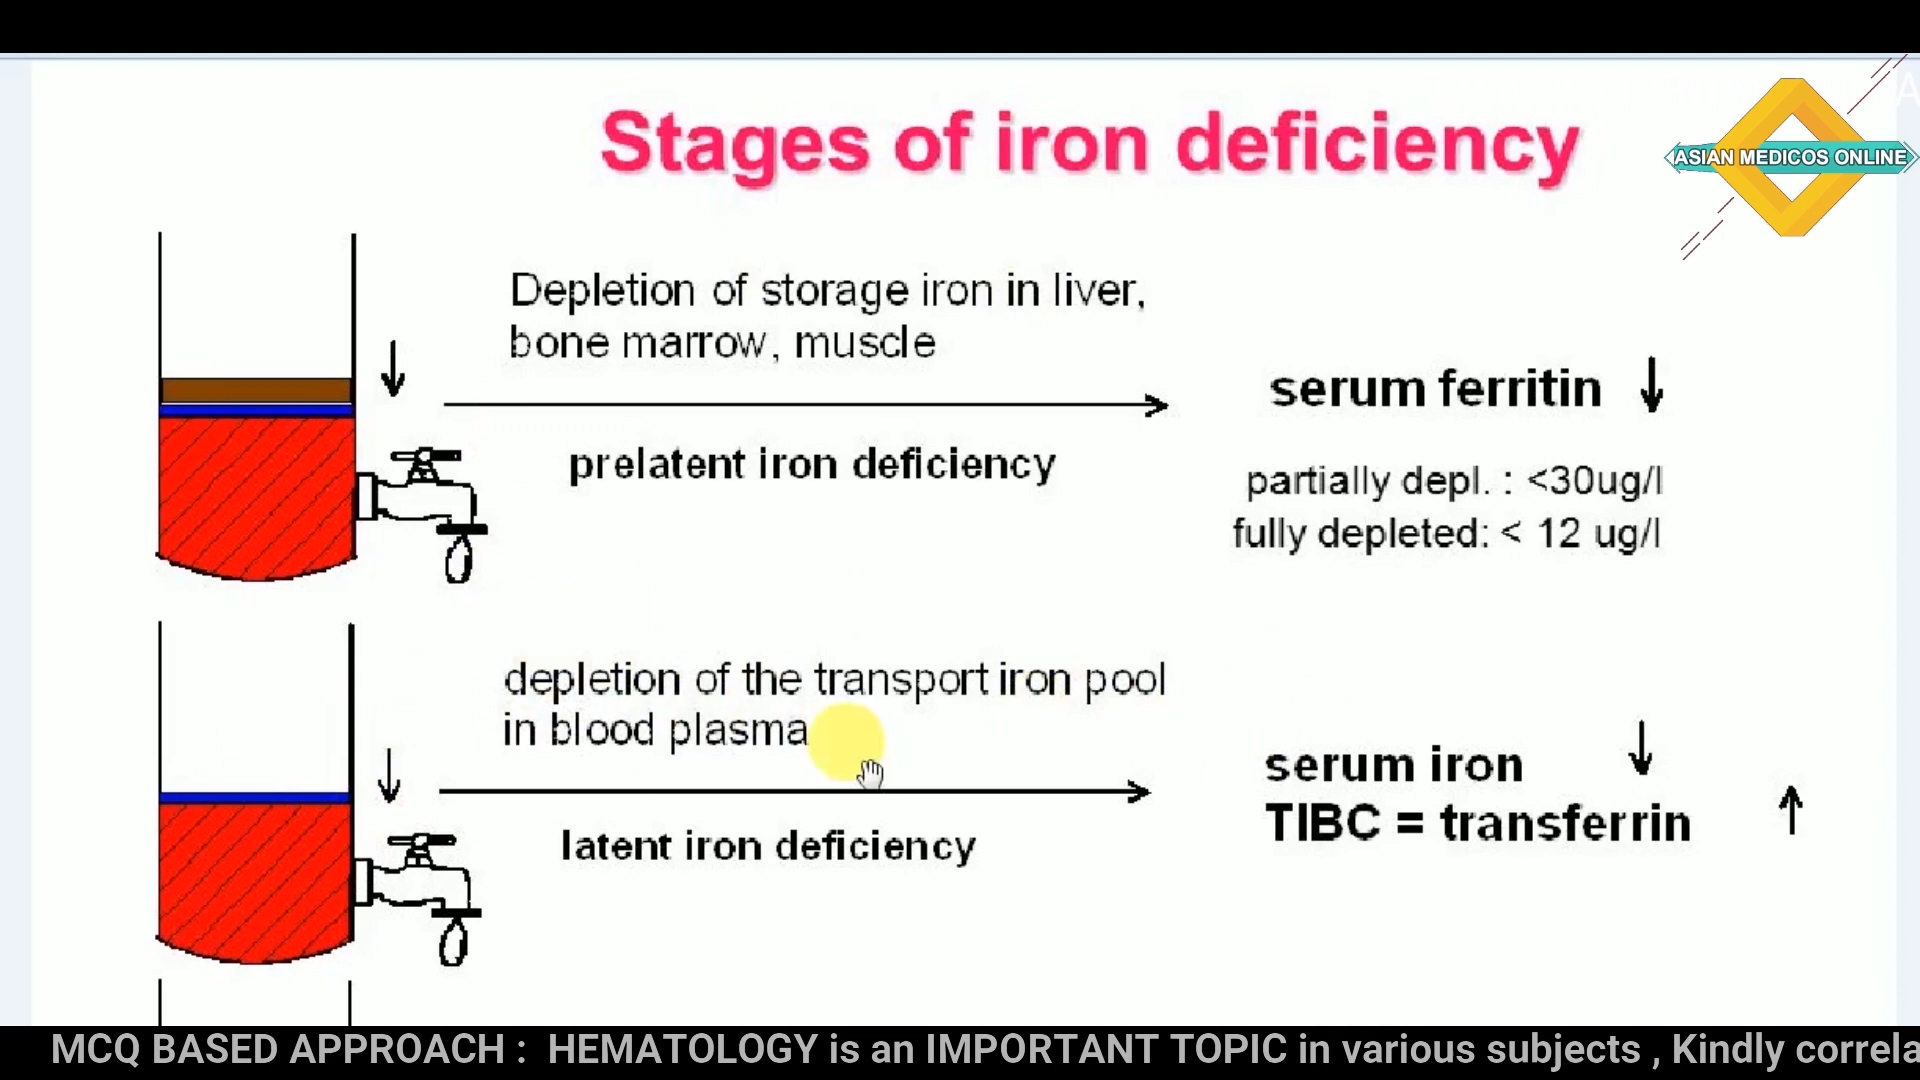 Stages of iron deficiency
ASIAN MEDICOS ONLINE
A
Depletion of storage iron in liver,
bone marrow, muscle
prelatent iron deficiency
serum ferritin ↓
partially depl. : <30ug/l
fully depleted: < 12 ug/l
depletion of the transport iron pool
in blood plasma
latent iron deficiency
serum iron ↓
TIBC = transferrin ↑
MCQ BASED APPROACH : HEMATOLOGY is an IMPORTANT TOPIC in various subjects , Kindly correla